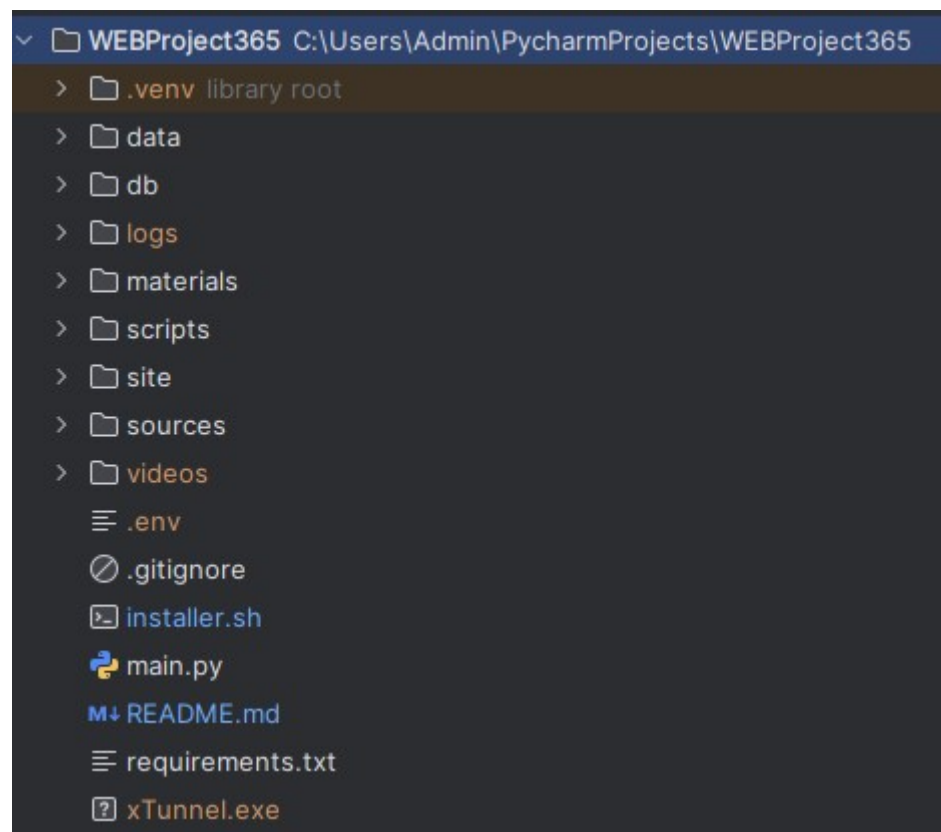 WEBProject365 C:\Users\Admin\PycharmProjects\WEBProject365
.venv library root
data
db
logs
materials
scripts
site
sources
videos
.env
.gitignore
installer.sh
main.py
M↓ README.md
requirements.txt
xTunnel.exe